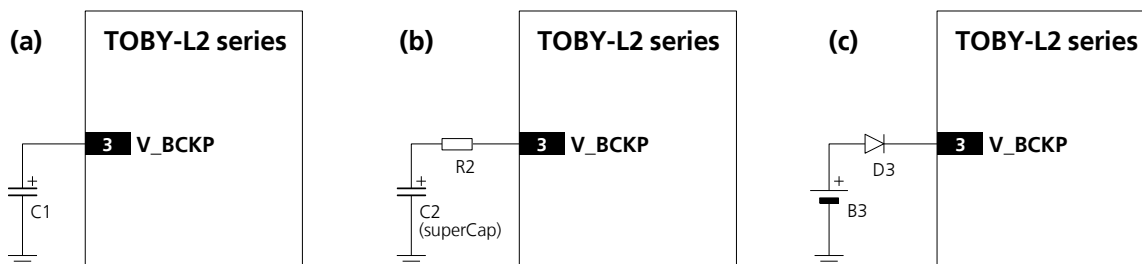 (a)
TOBY-L2 series
3 V_BCKP
+
C1
(b)
TOBY-L2 series
3 V_BCKP
R2
+
C2
(superCap)
(c)
TOBY-L2 series
3 V_BCKP
D3
+
B3